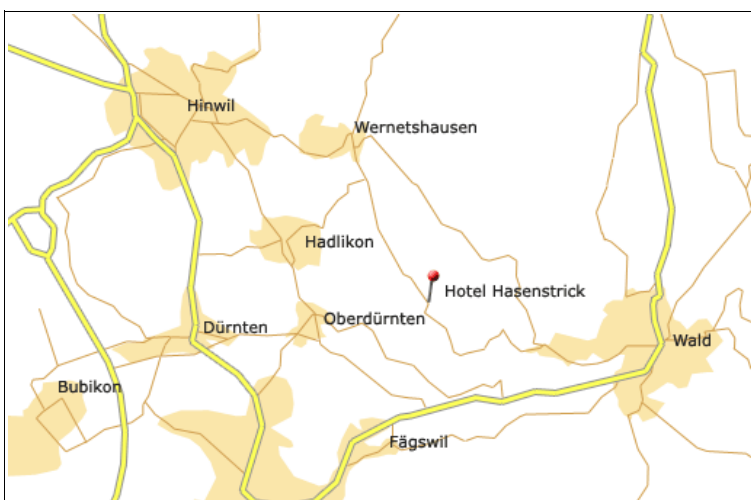 Hinwil
Wernetshausen
Hadlikon
Hotel Hasenstrick
Oberdürnten
Dürnten
Wald
Bubikon
Fägswil